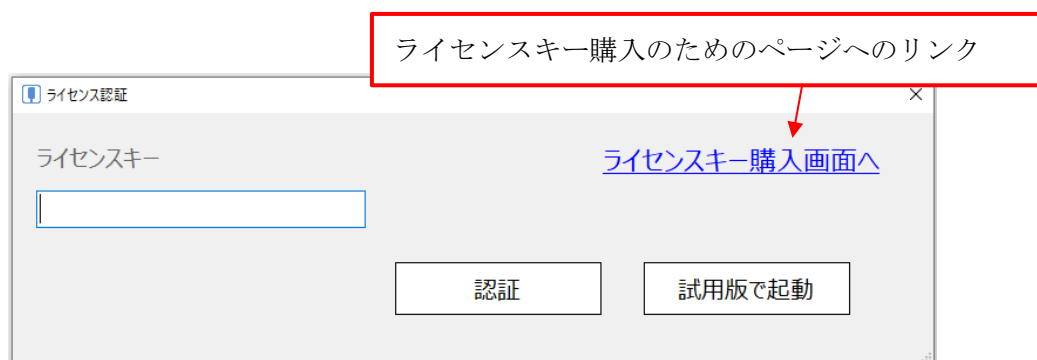 ライセンスキー購入のためのページへのリンク
ライセンス認証
ライセンスキー
ライセンスキー購入画面へ
認証
試用版で起動